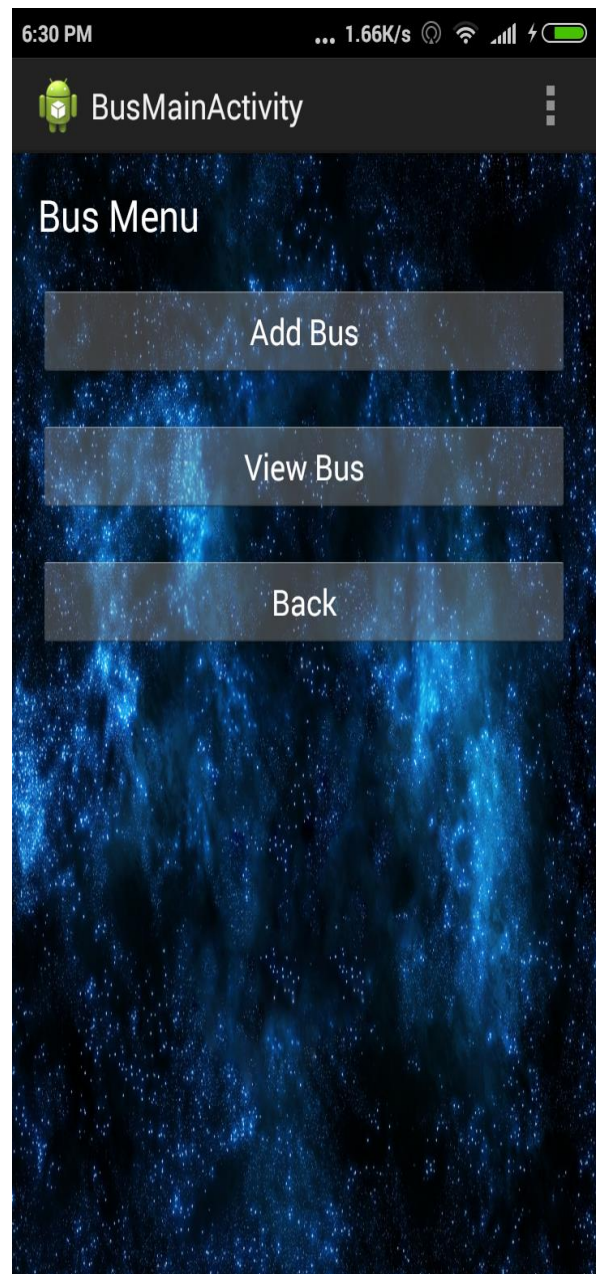 6:30 PM ... 1.66K/s
BusMainActivity
Bus Menu
Add Bus
View Bus
Back